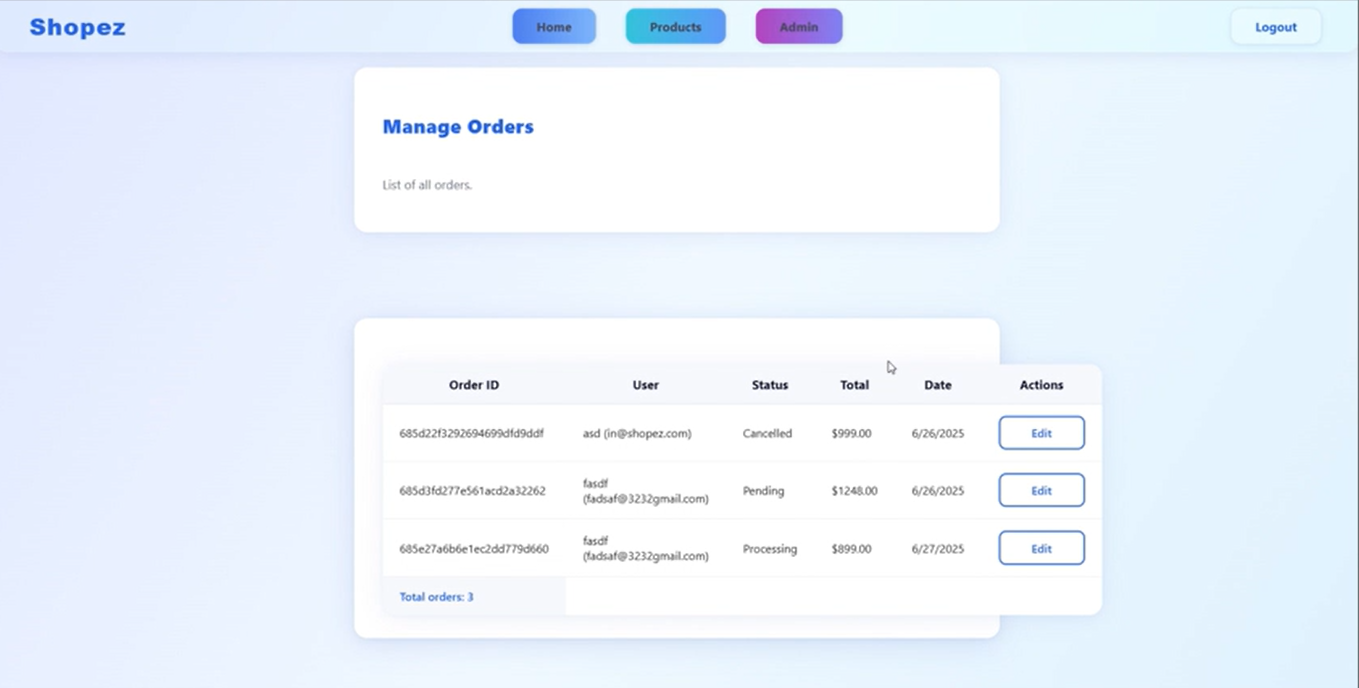 Shopez
Home
Products
Admin
Logout
Manage Orders
List of all orders.
Order ID User Status Total Date Actions
685d22f3292694699dfd9ddf asd (in@shopez.com) Cancelled $999.00 6/26/2025 Edit
685d3fd277e561acd2a32262 fasdf
(fadsaf@3232gmail.com) Pending $1248.00 6/26/2025 Edit
685e27a6b6e1ec2dd779d660 fasdf
(fadsaf@3232gmail.com) Processing $899.00 6/27/2025 Edit
Total orders: 3